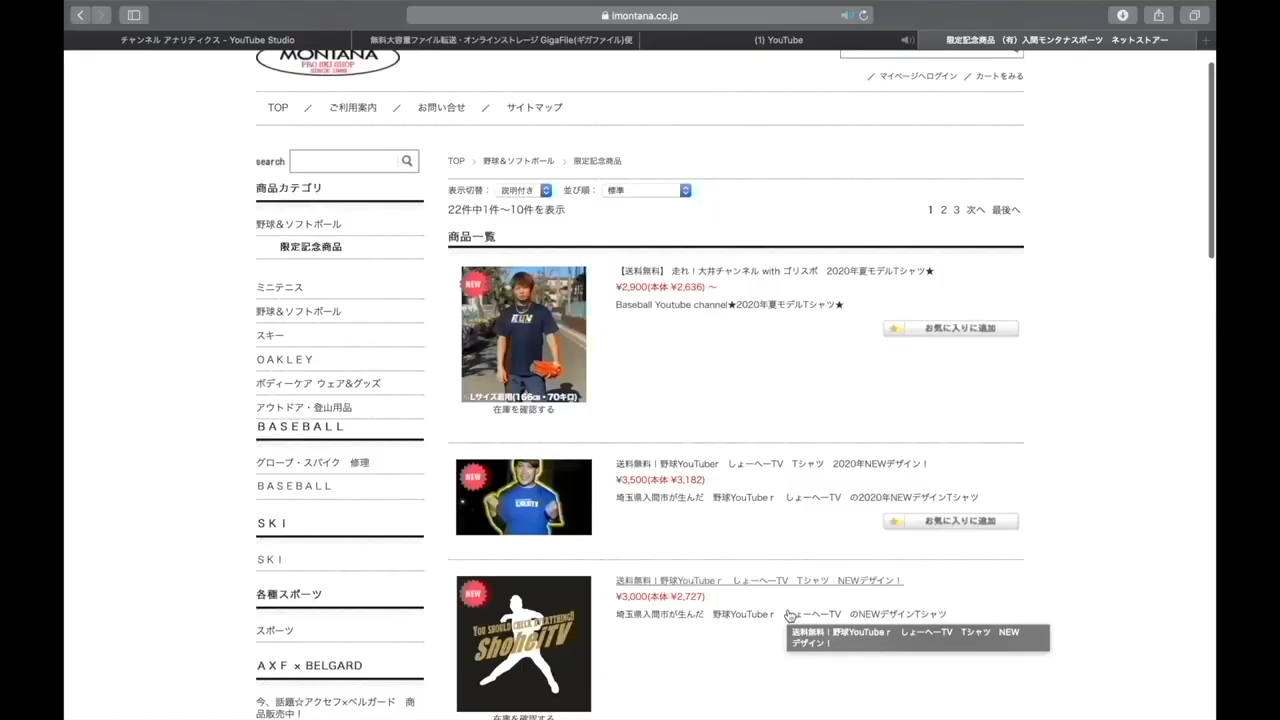 imontana.co.jp
チャンネル アナリティクス - YouTube Studio
無料大容量ファイル転送・オンラインストレージ GigaFile(ギガファイル)便
(1) YouTube
限定記念商品 （有）入間モンタナスポーツ　ネットストアー
MONTANA
PRO SKI SHOP
マイページへログイン
カートをみる
TOP
ご利用案内
お問い合せ
サイトマップ
search
商品カテゴリ
野球＆ソフトボール
限定記念商品
ミニテニス
野球＆ソフトボール
スキー
ＯＡＫＬＥＹ
ボディーケア ウェア&グッズ
アウトドア・登山用品
ＢＡＳＥＢＡＬＬ
グローブ・スパイク　修理
ＢＡＳＥＢＡＬＬ
ＳＫＩ
ＳＫＩ
各種スポーツ
スポーツ
ＡＸＦ × BELGARD
今、話題☆アクセフ×ベルガード　商品販売中！
TOP > 野球＆ソフトボール > 限定記念商品
表示切替： 説明付き 並び順： 標準
22件中1件〜10件を表示
1 2 3 次へ 最後へ
商品一覧
NEW
RUN
Lサイズ着用(166㎝・70キロ)
在庫を確認する
【送料無料】 走れ！大井チャンネル with ゴリスポ　2020年夏モデルTシャツ★
¥2,900(本体 ¥2,636) 〜
Baseball Youtube channel★2020年夏モデルTシャツ★
お気に入りに追加
NEW
送料無料！野球YouTuber　しょーへーTV　Tシャツ　2020年NEWデザイン！
¥3,500(本体 ¥3,182)
埼玉県入間市が生んだ　野球YouTubeｒ　しょーへーTV　の2020年NEWデザインTシャツ
お気に入りに追加
NEW
YOU SHOULD CHECK EVERYTHING!!
ShoheiTV
在庫を確認する
送料無料！野球YouTubeｒ　しょーへーTV　Tシャツ　NEWデザイン！
¥3,000(本体 ¥2,727)
埼玉県入間市が生んだ　野球YouTubeｒ　しょーへーTV　のNEWデザインTシャツ
送料無料！野球YouTubeｒ　しょーへーTV　Tシャツ　NEW
デザイン！